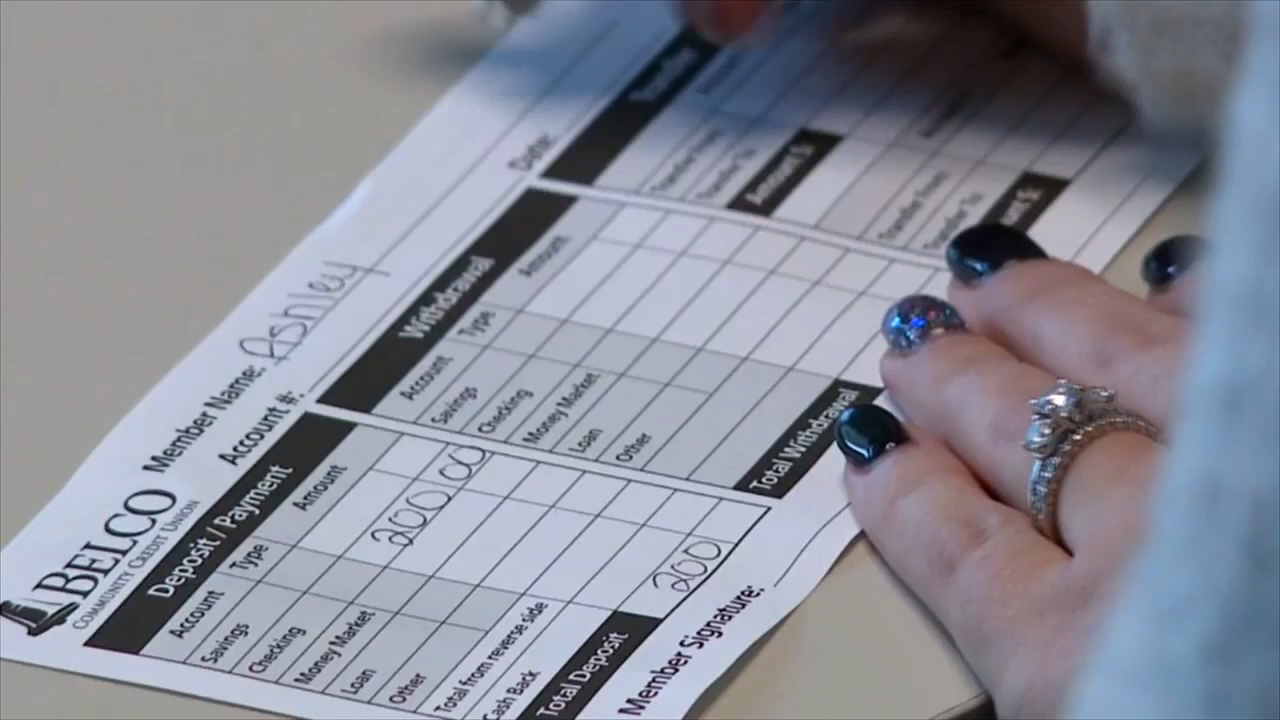 BELCO
COMMUNITY CREDIT UNION
Member Name: Ashley
Account #:
Date:
Deposit / Payment
Account Type Amount
Savings
Checking 200 00
Money Market
Loan
Other
Total from reverse side
Cash Back
Total Deposit 200
Member Signature:
Withdrawal
Account Type Amount
Savings
Checking
Money Market
Loan
Other
Total Withdrawal
Transfer
Transfer From
Transfer To
Amount $
Transfer From
Transfer To